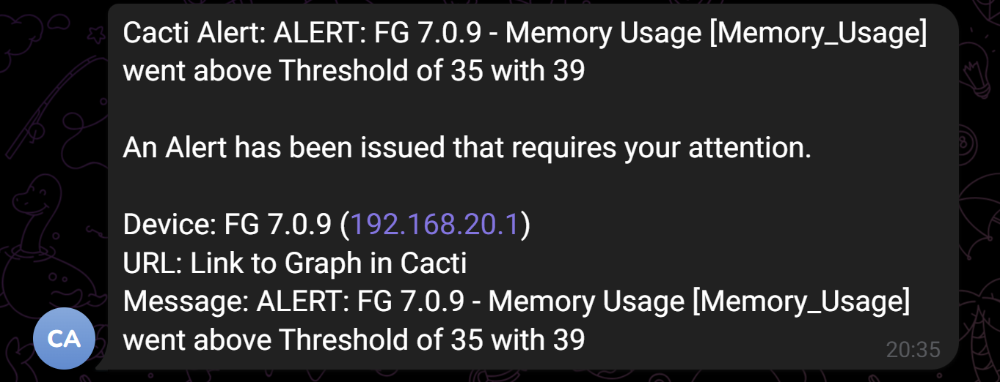 Cacti Alert: ALERT: FG 7.0.9 - Memory Usage [Memory_Usage]
went above Threshold of 35 with 39
An Alert has been issued that requires your attention.
Device: FG 7.0.9 (192.168.20.1)
URL: Link to Graph in Cacti
Message: ALERT: FG 7.0.9 - Memory Usage [Memory_Usage]
went above Threshold of 35 with 39
CA
20:35